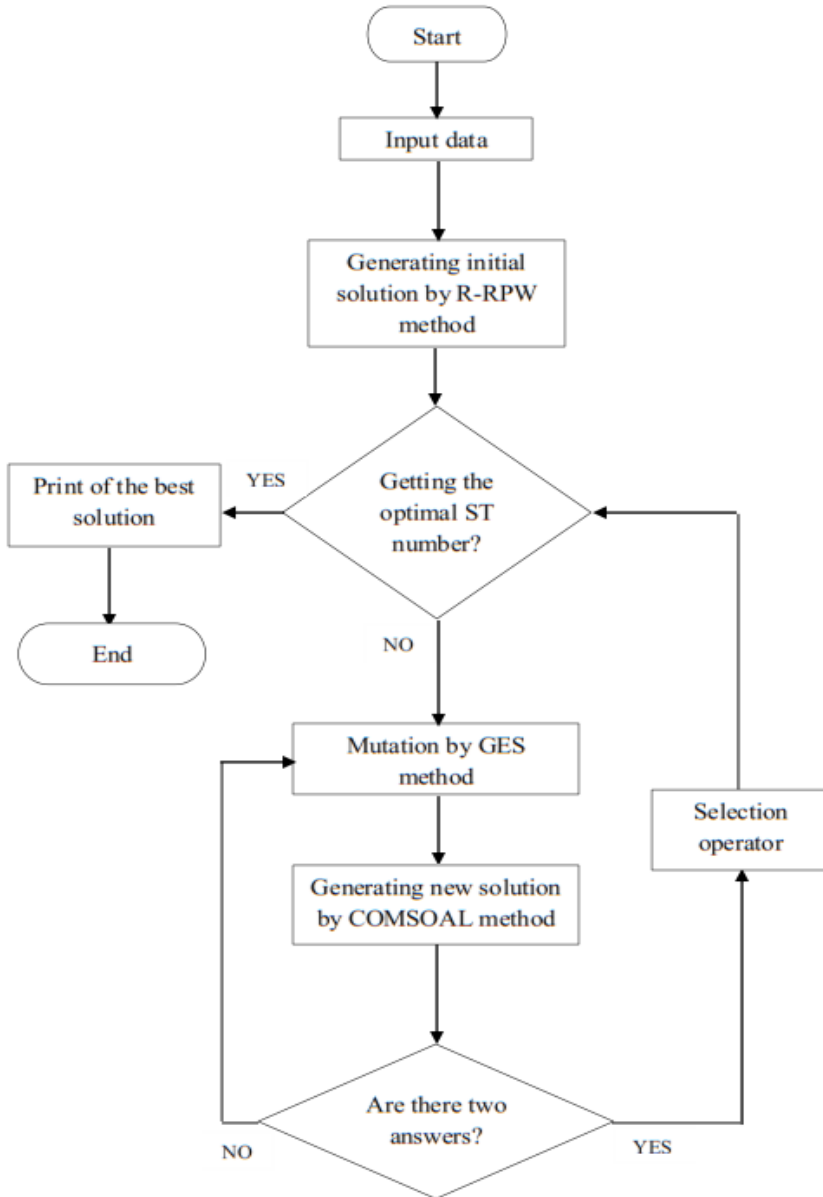 Start
Input data
Generating initial
solution by R-RPW
method
YES
Print of the best
solution
Getting the
optimal ST
number?
End
NO
Mutation by GES
method
Selection
operator
Generating new solution
by COMSOAL method
Are there two
answers?
NO
YES